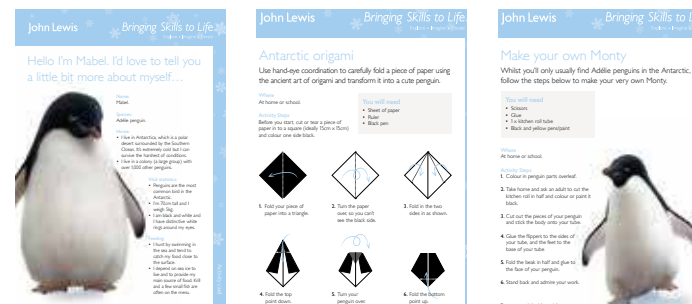 John Lewis
Bringing Skills to Life
Hello I'm Mabel. I'd love to tell you
a little bit more about myself…
Name
Mabel.
Species
Adélie penguin.
Home
• I live in Antarctica, which is a polar
desert surrounded by the Southern
Ocean. It's extremely cold but I can
survive the harshest of conditions.
• I live in a colony (a large group) with
over 1,000 other penguins.
Vital statistics
• Penguins are the most
common bird in the
Antarctic.
• I'm 70cm tall and I
weigh 5kg.
• I am black and white and
I have distinctive white
rings around my eyes.
Feeding
• I hunt by swimming in
the sea and tend to
catch my food close to
the surface.
• I depend on sea ice to
live and to provide my
main source of food. Krill
and a few small fish are
often on the menu.
John Lewis
Bringing Skills to Life
Antarctic origami
Use hand-eye coordination to carefully fold a piece of paper using
the ancient art of origami and transform it into a cute penguin.
Where
At home or school.
Activity Steps
Before you start, cut or tear a piece of
paper in to a square (ideally 15cm x 15cm)
and colour one side black.
You will need
• Sheet of paper
• Ruler
• Black pen
1. Fold your piece of
paper into a triangle.
2. Turn the paper
over, so you can't
see the black side.
3. Fold in the two
sides in as shown.
4. Fold the top
point down.
5. Turn your
penguin over.
6. Fold the bottom
point up.
John Lewis
Bringing Skills to L
Make your own Monty
Whilst you'll only usually find Adélie penguins in the Antarctic,
follow the steps below to make your very own Monty.
You will need
• Scissors
• Glue
• 1 x kitchen roll tube
• Black and yellow pens/paint
Where
At home or school.
Activity Steps
1. Colour in penguin parts overleaf.
2. Take home and ask an adult to cut the
kitchen roll in half and colour or paint it
black.
3. Cut out the pieces of your penguin
and stick the body onto your tube.
4. Glue the flippers to the sides of
your tube, and the feet to the
base of your tube
5. Fold the beak in half and glue to
the face of your penguin.
6. Stand back and admire your work.